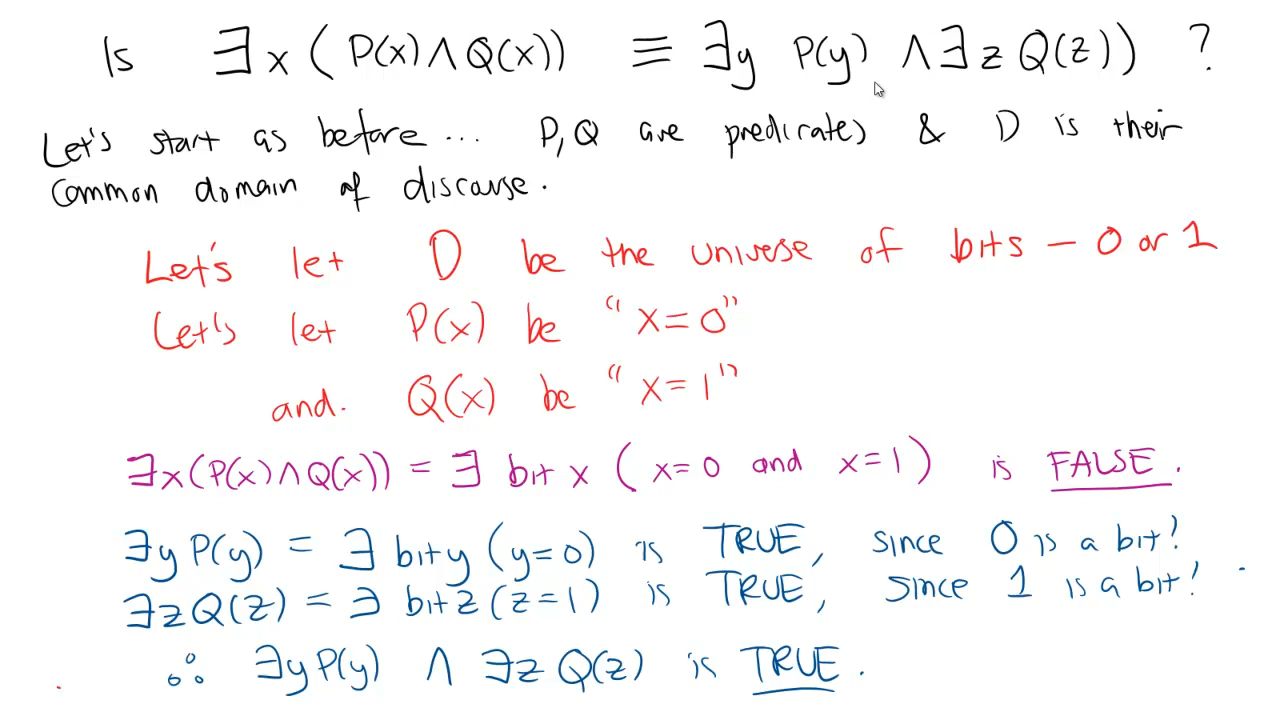 Is ∃x(P(x)∧Q(x)) ≡ ∃y P(y) ∧ ∃z Q(z)) ?
Let's start as before... P,Q are predicates & D is their
common domain of discourse.
Let's let D be the universe of bits – 0 or 1
Let's let P(x) be "x=0"
and. Q(x) be "x=1"
∃x(P(x)∧Q(x)) = ∃ bit x (x=0 and x=1) is FALSE.
∃y P(y) = ∃ bit y (y=0) is TRUE, since 0 is a bit!
∃z Q(z) = ∃ bit z (z=1) is TRUE, since 1 is a bit!
∴ ∃y P(y) ∧ ∃z Q(z) is TRUE.